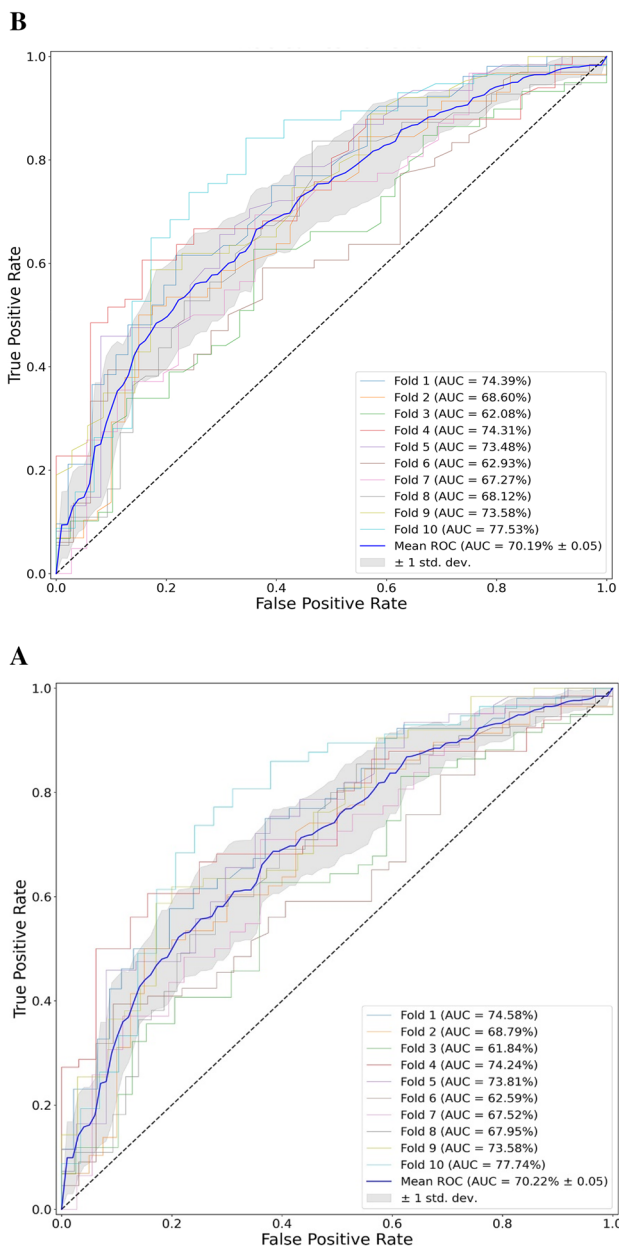 B
1.0
0.8
0.6
0.4
0.2
0.0
True Positive Rate
Fold 1 (AUC = 74.39%)
Fold 2 (AUC = 68.60%)
Fold 3 (AUC = 62.08%)
Fold 4 (AUC = 74.31%)
Fold 5 (AUC = 73.48%)
Fold 6 (AUC = 62.93%)
Fold 7 (AUC = 67.27%)
Fold 8 (AUC = 68.12%)
Fold 9 (AUC = 73.58%)
Fold 10 (AUC = 77.53%)
Mean ROC (AUC = 70.19% ± 0.05)
± 1 std. dev.
0.0 0.2 0.4 0.6 0.8 1.0
False Positive Rate
A
1.0
0.8
0.6
0.4
0.2
0.0
True Positive Rate
Fold 1 (AUC = 74.58%)
Fold 2 (AUC = 68.79%)
Fold 3 (AUC = 61.84%)
Fold 4 (AUC = 74.24%)
Fold 5 (AUC = 73.81%)
Fold 6 (AUC = 62.59%)
Fold 7 (AUC = 67.52%)
Fold 8 (AUC = 67.95%)
Fold 9 (AUC = 73.58%)
Fold 10 (AUC = 77.74%)
Mean ROC (AUC = 70.22% ± 0.05)
± 1 std. dev.
0.0 0.2 0.4 0.6 0.8 1.0
False Positive Rate